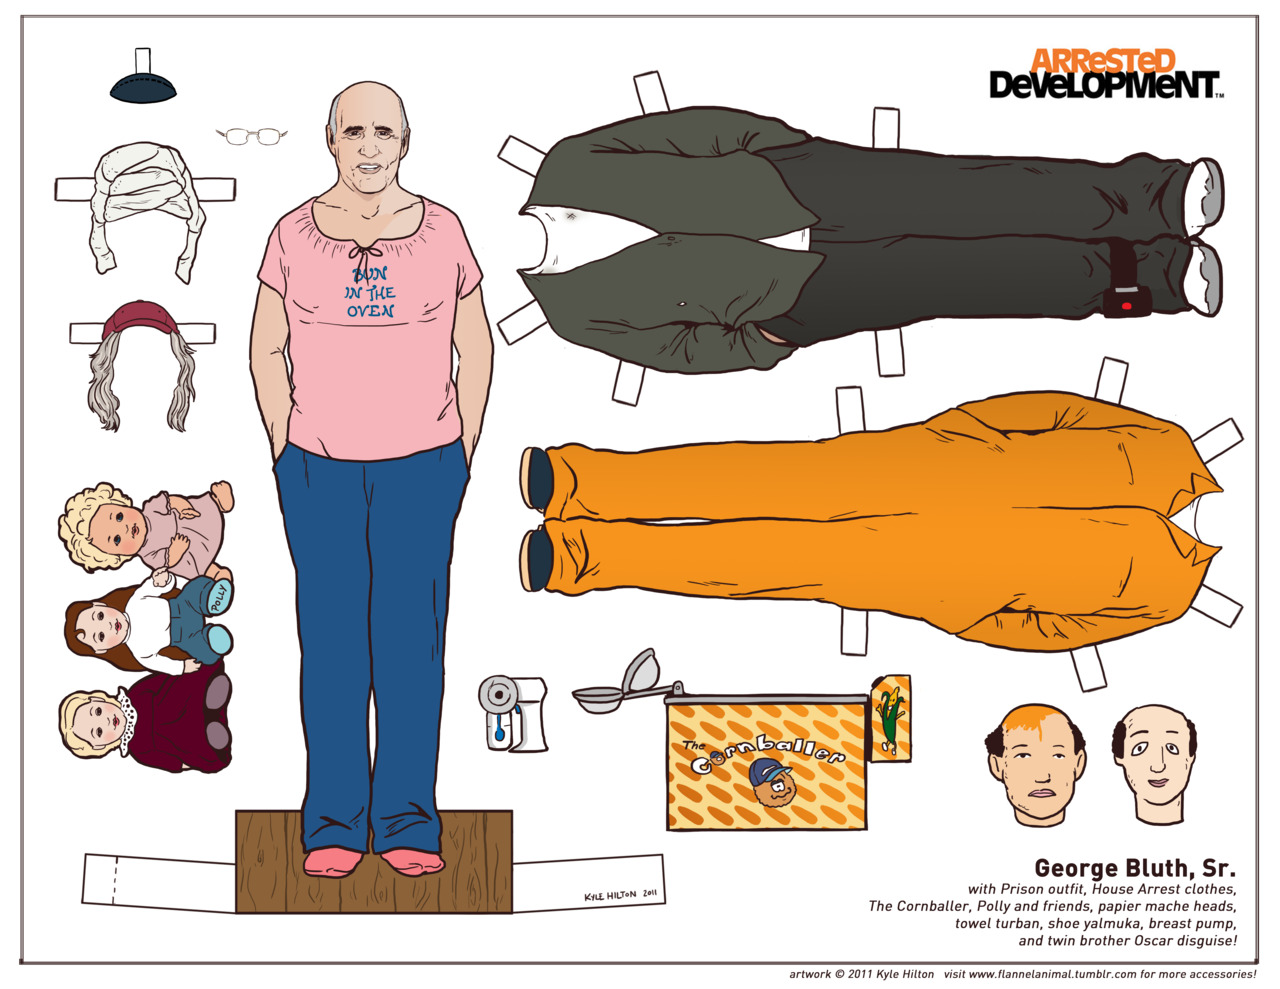 ARReSTeD
DeVeLOPMeNT™
BUN
IN THE
OVEN
POLLY
The
Cornballer
KYLE HILTON 2011
George Bluth, Sr.
with Prison outfit, House Arrest clothes,
The Cornballer, Polly and friends, papier mache heads,
towel turban, shoe yalmuka, breast pump,
and twin brother Oscar disguise!
artwork © 2011 Kyle Hilton visit www.flannelanimal.tumblr.com for more accessories!